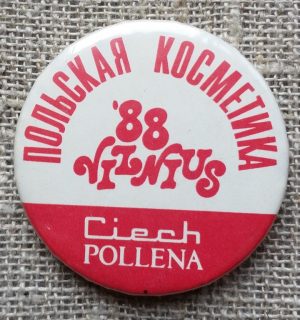 ПОЛЬСКАЯ КОСМЕТИКА
'88
VILNIUS
Ciech
POLLENA